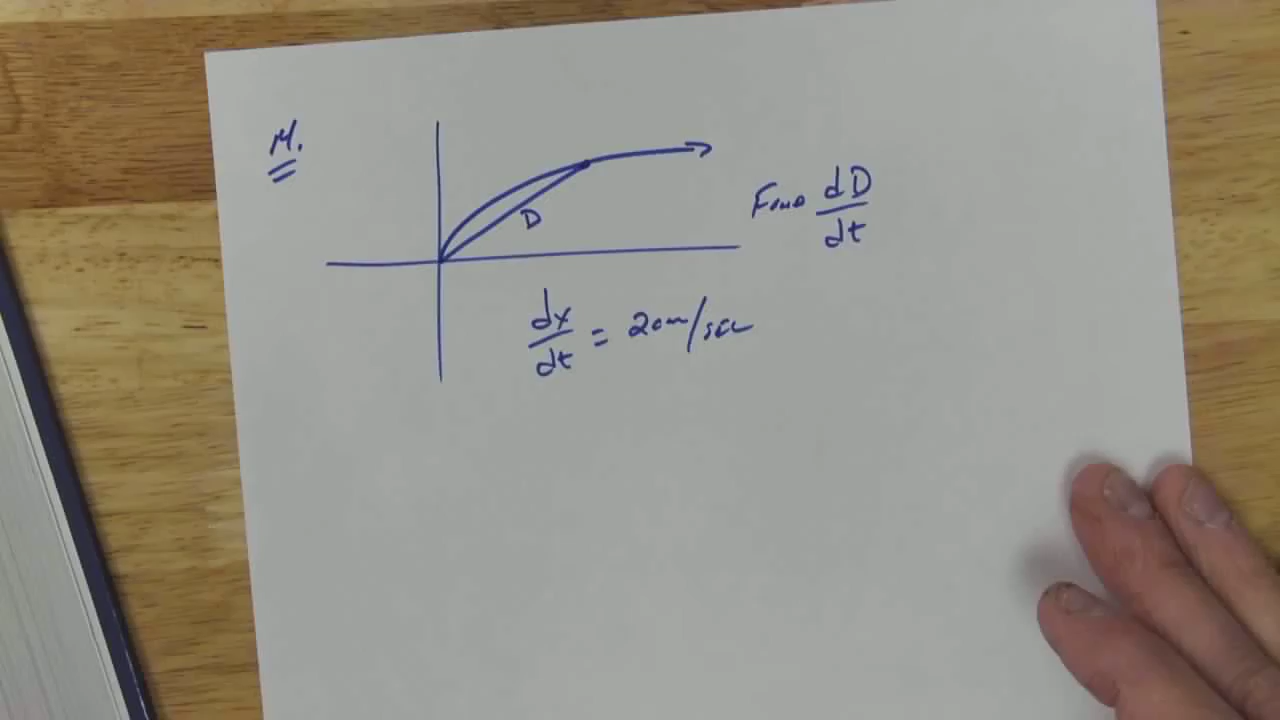 M.
D
Find dD/dt
dx/dt = 2cm/sec